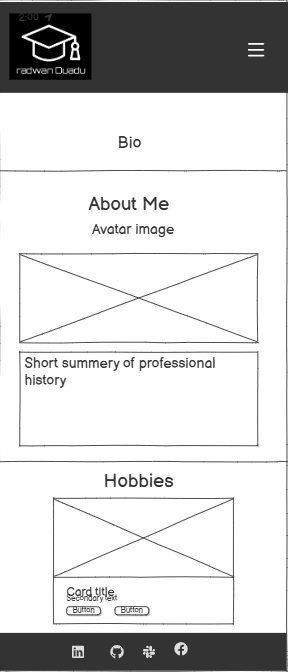 2:00
radwan Duadu
Bio
About Me
Avatar image
Short summery of professional
history
Hobbies
Card title
Secondary text
Button Button